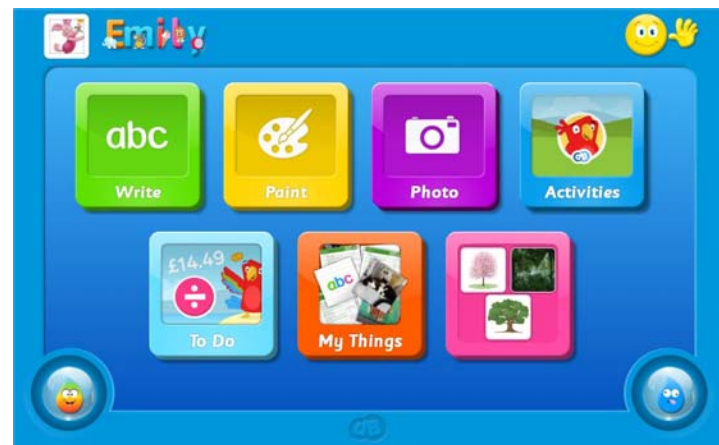 Emily
abc
Write
Paint
Photo
Activities
£14.49
To Do
abc
My Things